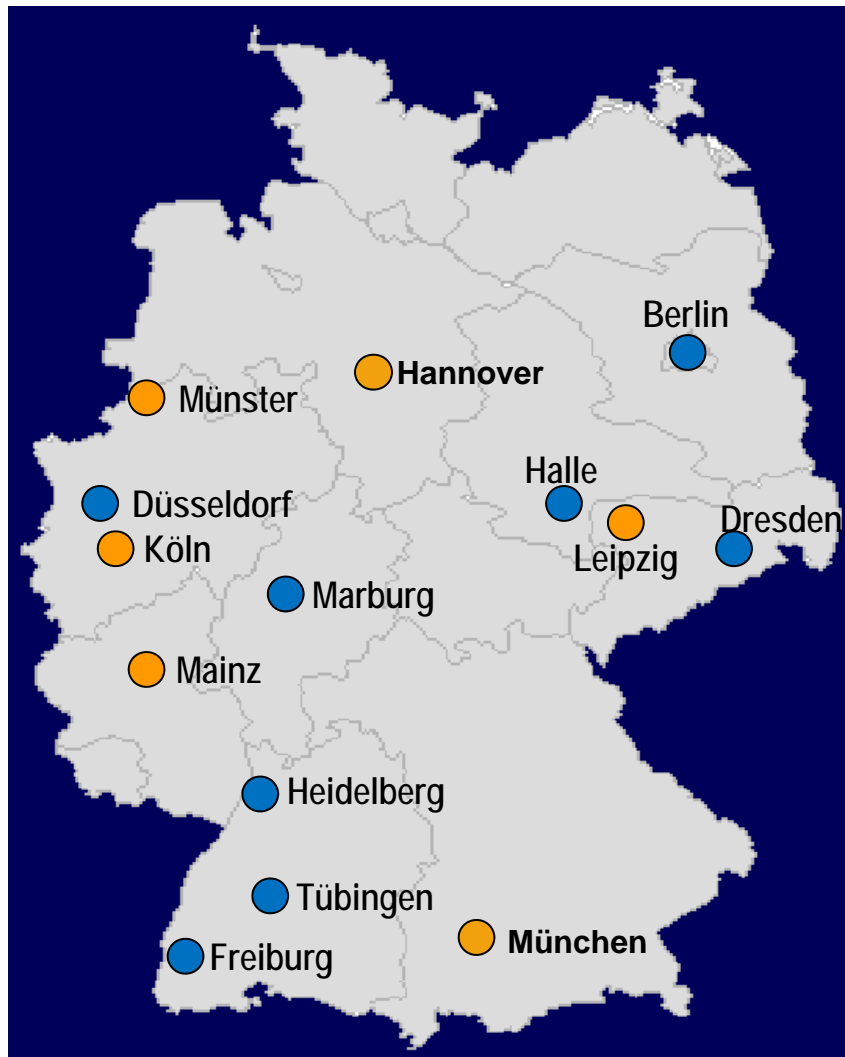 Berlin
Hannover
Münster
Halle
Düsseldorf
Dresden
Köln
Leipzig
Marburg
Mainz
Heidelberg
Tübingen
München
Freiburg